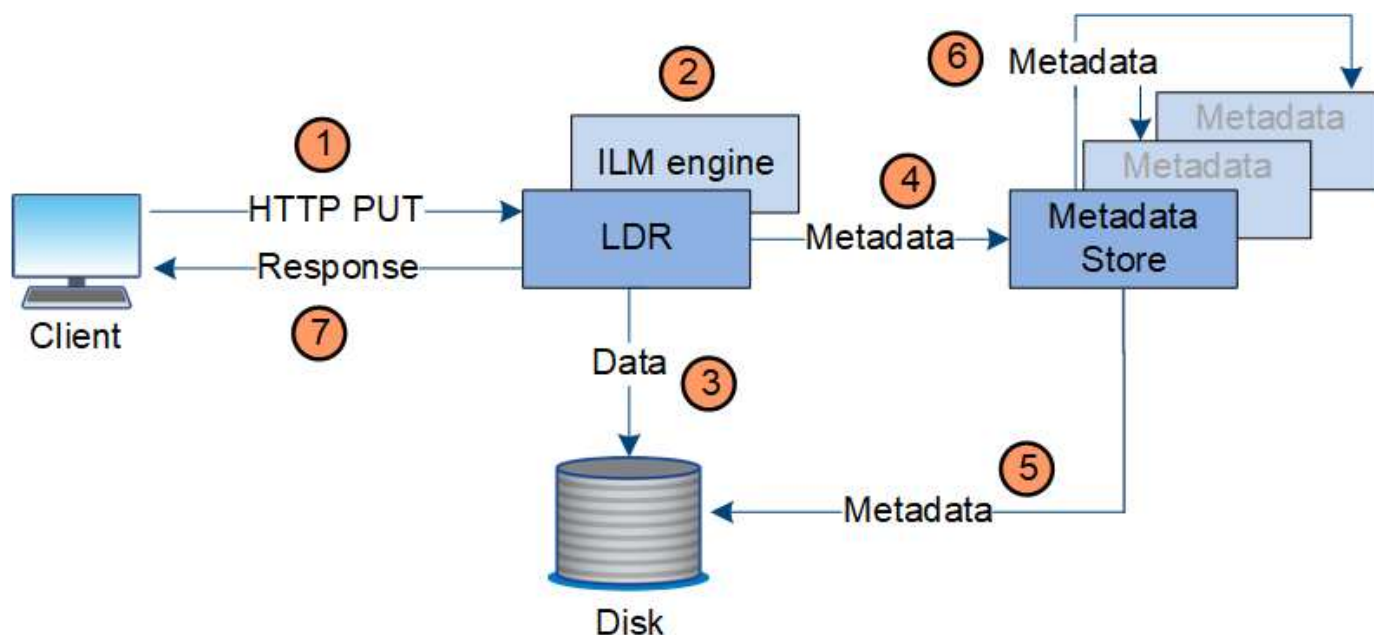 1
HTTP PUT
Response
7
Client
2
ILM engine
LDR
Data
3
Disk
4
Metadata
6
Metadata
Metadata
Metadata
Metadata
Store
5
Metadata